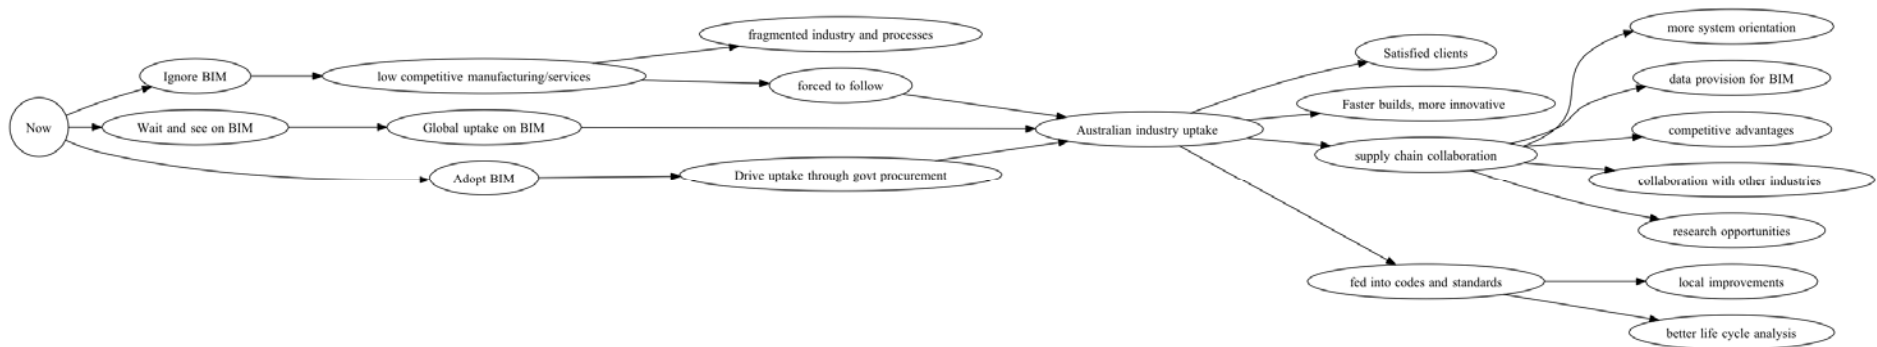 Now
Ignore BIM
Wait and see on BIM
Adopt BIM
low competitive manufacturing/services
Global uptake on BIM
fragmented industry and processes
forced to follow
Drive uptake through govt procurement
Australian industry uptake
Satisfied clients
Faster builds, more innovative
supply chain collaboration
fed into codes and standards
more system orientation
data provision for BIM
competitive advantages
collaboration with other industries
research opportunities
local improvements
better life cycle analysis